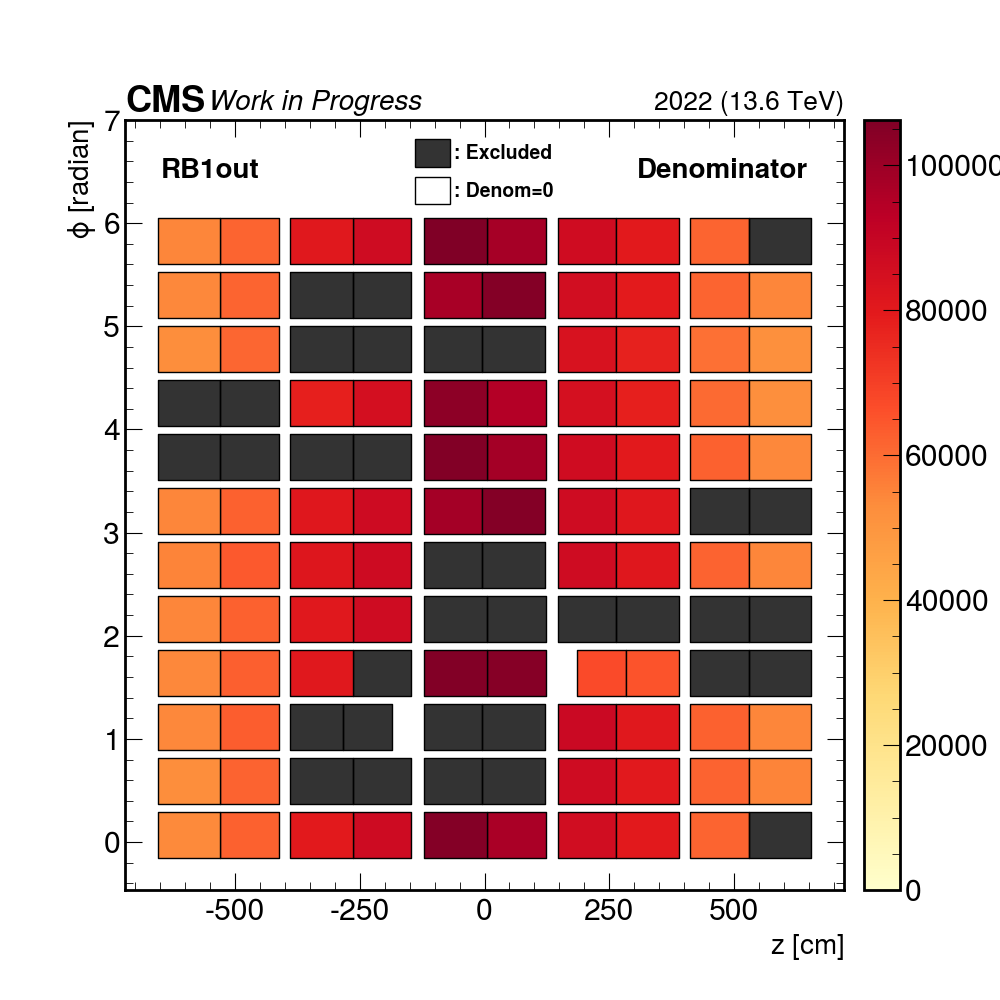 CMS Work in Progress 2022 (13.6 TeV)
RB1out
: Excluded
: Denom=0
Denominator
ϕ [radian]
7
6
5
4
3
2
1
0
-500 -250 0 250 500
z [cm]
100000
80000
60000
40000
20000
0